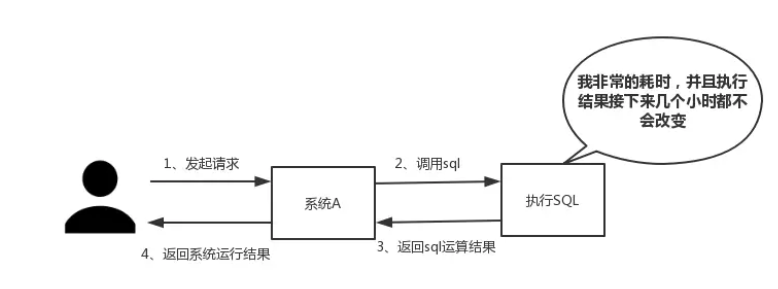 我非常的耗时，并且执行
结果接下来几个小时都不
会改变
1、发起请求
2、调用sql
系统A
执行SQL
4、返回系统运行结果
3、返回sql运算结果